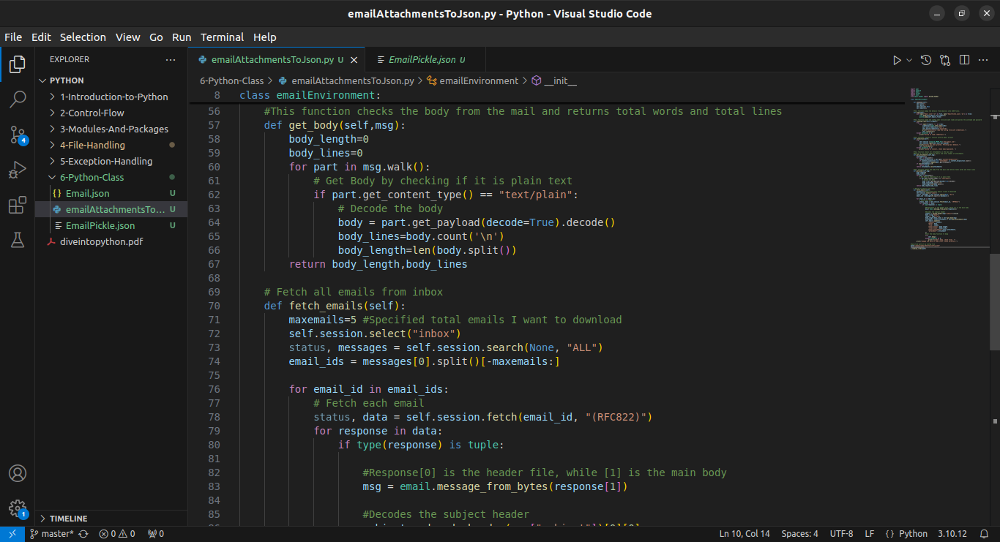 emailAttachmentsToJson.py - Python - Visual Studio Code
File Edit Selection View Go Run Terminal Help
EXPLORER
PYTHON
1-Introduction-to-Python
2-Control-Flow
3-Modules-And-Packages
4-File-Handling
5-Exception-Handling
6-Python-Class
Email.json U
emailAttachmentsTo... U
EmailPickle.json U
diveintopython.pdf
TIMELINE
4
1
emailAttachmentsToJson.py U
EmailPickle.json U
6-Python-Class > emailAttachmentsToJson.py > emailEnvironment > __init__
8 class emailEnvironment:
56 #This function checks the body from the mail and returns total words and total lines
57 def get_body(self,msg):
58 body_length=0
59 body_lines=0
60 for part in msg.walk():
61 # Get Body by checking if it is plain text
62 if part.get_content_type() == "text/plain":
63 # Decode the body
64 body = part.get_payload(decode=True).decode()
65 body_lines=body.count('\n')
66 body_length=len(body.split())
67 return body_length,body_lines
68
69 # Fetch all emails from inbox
70 def fetch_emails(self):
71 maxemails=5 #Specified total emails I want to download
72 self.session.select("inbox")
73 status, messages = self.session.search(None, "ALL")
74 email_ids = messages[0].split()[-maxemails:]
75
76 for email_id in email_ids:
77 # Fetch each email
78 status, data = self.session.fetch(email_id, "(RFC822)")
79 for response in data:
80 if type(response) is tuple:
81
82 #Response[0] is the header file, while [1] is the main body
83 msg = email.message_from_bytes(response[1])
84
85 #Decodes the subject header
master* 0 0 0 Ln 10, Col 14 Spaces: 4 UTF-8 LF {} Python 3.10.12